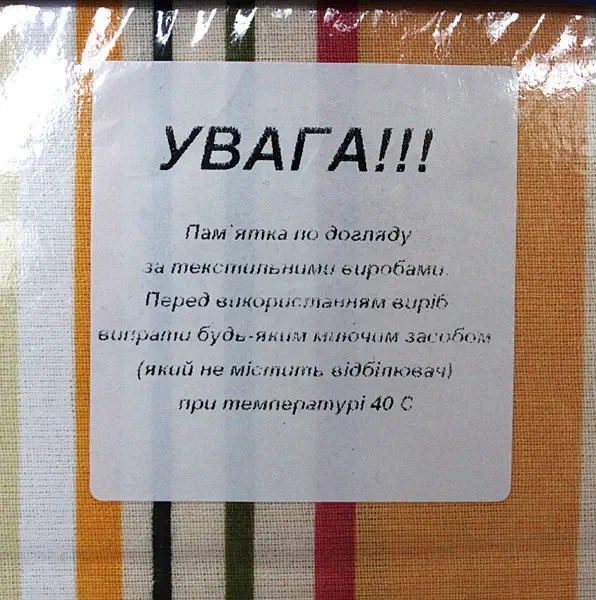 УВАГА!!!
Пам`ятка по догляду
за текстильними виробами.
Перед використанням виріб
випрати будь-яким миючим засобом
(який не містить відбілювач)
при температурі 40 С